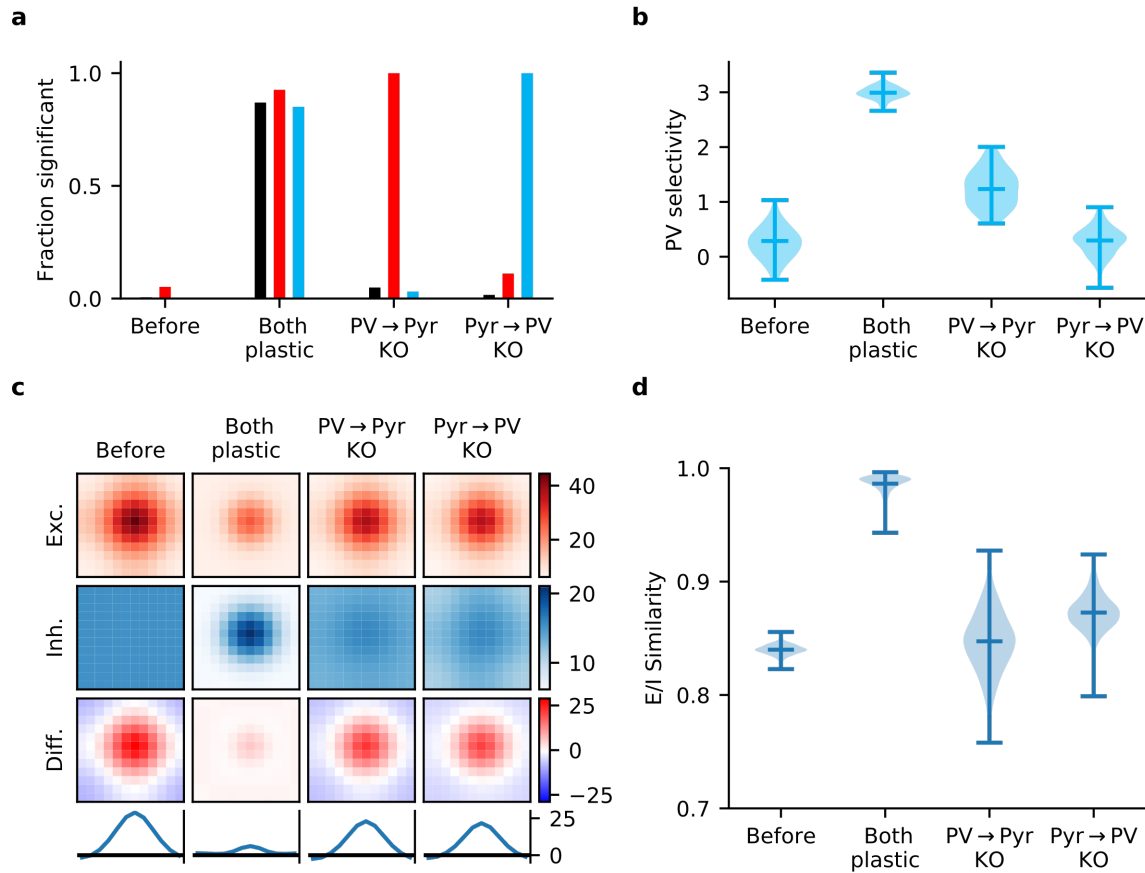 a
Fraction significant
1.0
0.5
0.0
Before
Both
plastic
PV → Pyr
KO
Pyr → PV
KO
b
PV selectivity
3
2
1
0
Before
Both
plastic
PV → Pyr
KO
Pyr → PV
KO
c
Before
Both
plastic
PV → Pyr
KO
Pyr → PV
KO
Exc.
40
20
Inh.
20
10
Diff.
25
0
−25
25
0
d
E/I Similarity
1.0
0.9
0.8
0.7
Before
Both
plastic
PV → Pyr
KO
Pyr → PV
KO